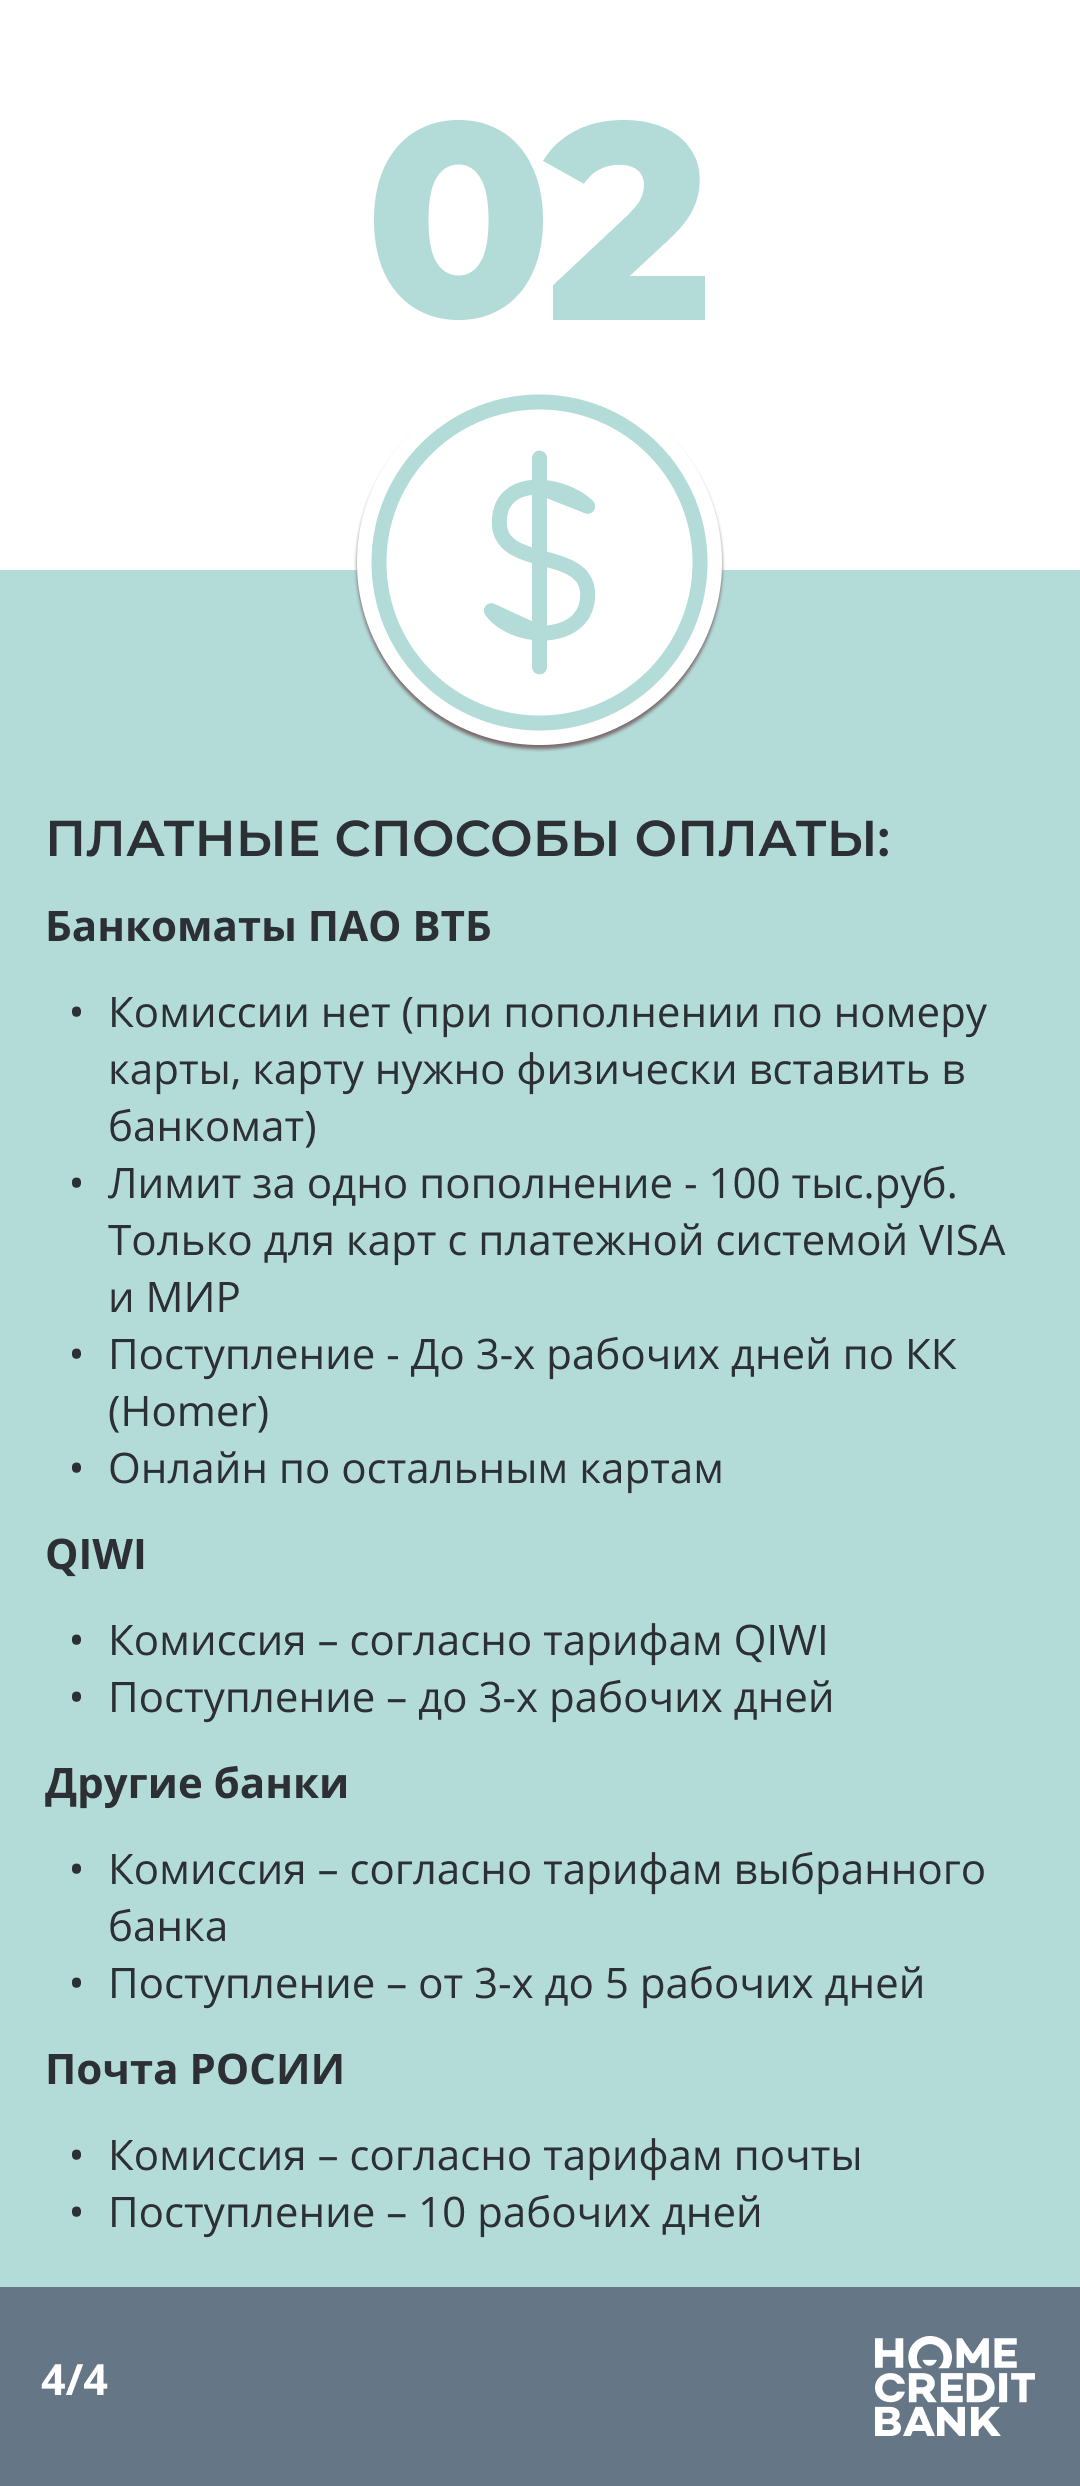 02
ПЛАТНЫЕ СПОСОБЫ ОПЛАТЫ:
Банкоматы ПАО ВТБ
• Комиссии нет (при пополнении по номеру
карты, карту нужно физически вставить в
банкомат)
• Лимит за одно пополнение - 100 тыс.руб.
Только для карт с платежной системой VISA
и МИР
• Поступление - До 3-х рабочих дней по КК
(Homer)
• Онлайн по остальным картам
QIWI
• Комиссия – согласно тарифам QIWI
• Поступление – до 3-х рабочих дней
Другие банки
• Комиссия – согласно тарифам выбранного
банка
• Поступление – от 3-х до 5 рабочих дней
Почта РОСИИ
• Комиссия – согласно тарифам почты
• Поступление – 10 рабочих дней
4/4
HOME
CREDIT
BANK